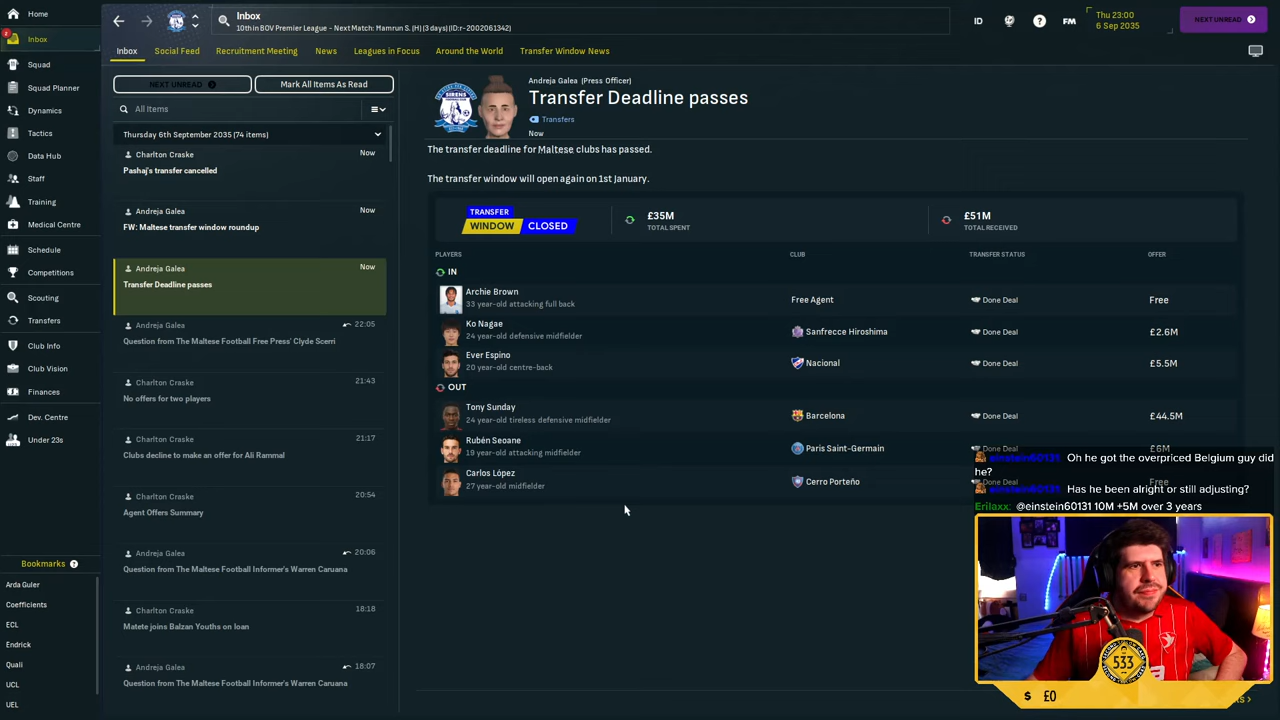 Home
2
Inbox
Squad
Squad Planner
Dynamics
Tactics
Data Hub
Staff
Training
Medical Centre
Schedule
Competitions
Scouting
Transfers
Club Info
Club Vision
Finances
Dev. Centre
Under 23s
Bookmarks
Arda Guler
Coefficients
ECL
Endrick
Quali
UCL
UEL
Inbox
10th in BOV Premier League - Next Match: Mamrun S. (H) (3 days) (ID:r-2002061342)
ID
FM
Thu 23:00
6 Sep 2035
NEXT UNREAD
Inbox
Social Feed
Recruitment Meeting
News
Leagues in Focus
Around the World
Transfer Window News
NEXT UNREAD
Mark All Items As Read
All Items
Thursday 6th September 2035 (74 items)
Charlton Craske
Now
Pashaj's transfer cancelled
Andreja Galea
Now
FW: Maltese transfer window roundup
Andreja Galea
Now
Transfer Deadline passes
Andreja Galea
22:05
Question from The Maltese Football Free Press' Clyde Scerri
Charlton Craske
21:43
No offers for two players
Charlton Craske
21:17
Clubs decline to make an offer for Ali Rammal
Charlton Craske
20:54
Agent Offers Summary
Andreja Galea
20:06
Question from The Maltese Football Informer's Warren Caruana
Charlton Craske
18:18
Matete joins Balzan Youths on loan
Andreja Galea
18:07
Question from The Maltese Football Informer's Warren Caruana
SIRENS
Andreja Galea (Press Officer)
Transfer Deadline passes
Transfers
Now
The transfer deadline for Maltese clubs has passed.
The transfer window will open again on 1st January.
TRANSFER
WINDOW CLOSED
£35M
TOTAL SPENT
£51M
TOTAL RECEIVED
PLAYERS
CLUB
TRANSFER STATUS
OFFER
IN
Archie Brown
33 year-old attacking full back
Free Agent
Done Deal
Free
Ko Nagae
24 year-old defensive midfielder
Sanfrecce Hiroshima
Done Deal
£2.6M
Ever Espino
20 year-old centre-back
Nacional
Done Deal
£5.5M
OUT
Tony Sunday
24 year-old tireless defensive midfielder
Barcelona
Done Deal
£44.5M
Rubén Seoane
19 year-old attacking midfielder
Paris Saint-Germain
Done Deal
£6M
Carlos López
27 year-old midfielder
Cerro Porteño
Done Deal
Free
einstein60131 Oh he got the overpriced Belgium guy did
he?
einstein60131 Has he been alright or still adjusting?
Erilaxx: @einstein60131 10M +5M over 3 years
533
$ £0